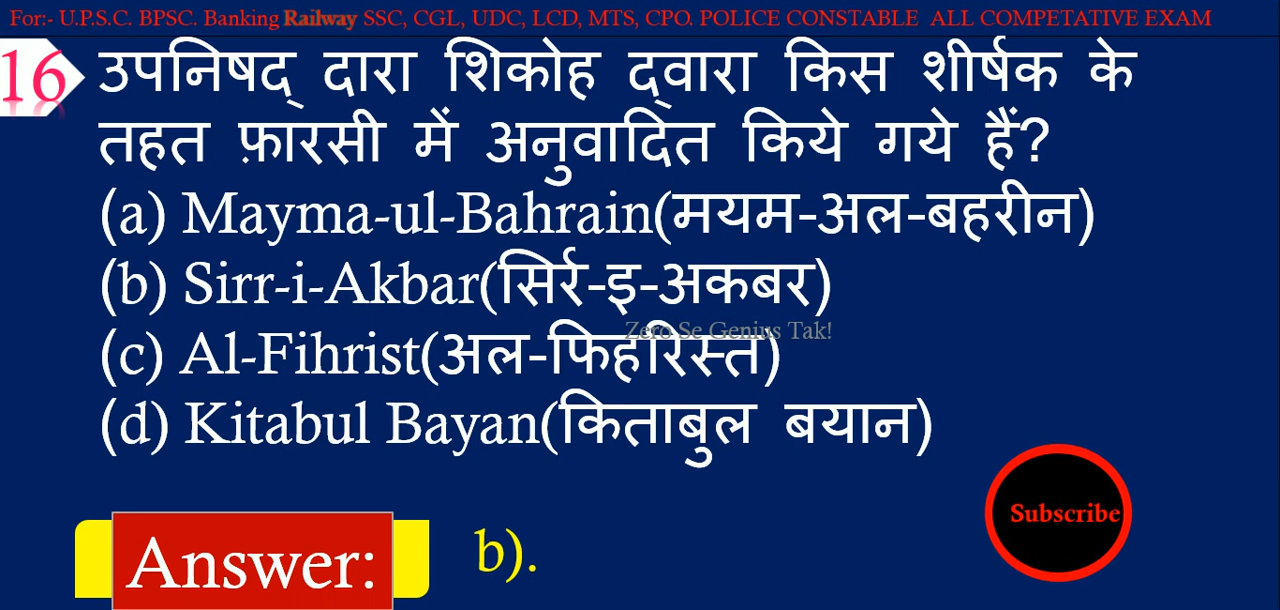 For:- U.P.S.C. BPSC. Banking Railway SSC, CGL, UDC, LCD, MTS, CPO. POLICE CONSTABLE ALL COMPETATIVE EXAM
16 उपनिषद् दारा शिकोह द्वारा किस शीर्षक के
तहत फ़ारसी में अनुवादित किये गये हैं?
(a) Mayma-ul-Bahrain(मयम-अल-बहरीन)
(b) Sirr-i-Akbar(सिर्र-इ-अकबर)
Zero Se Genius Tak!
(c) Al-Fihrist(अल-फिहरिस्त)
(d) Kitabul Bayan(किताबुल बयान)
Subscribe
Answer: b).